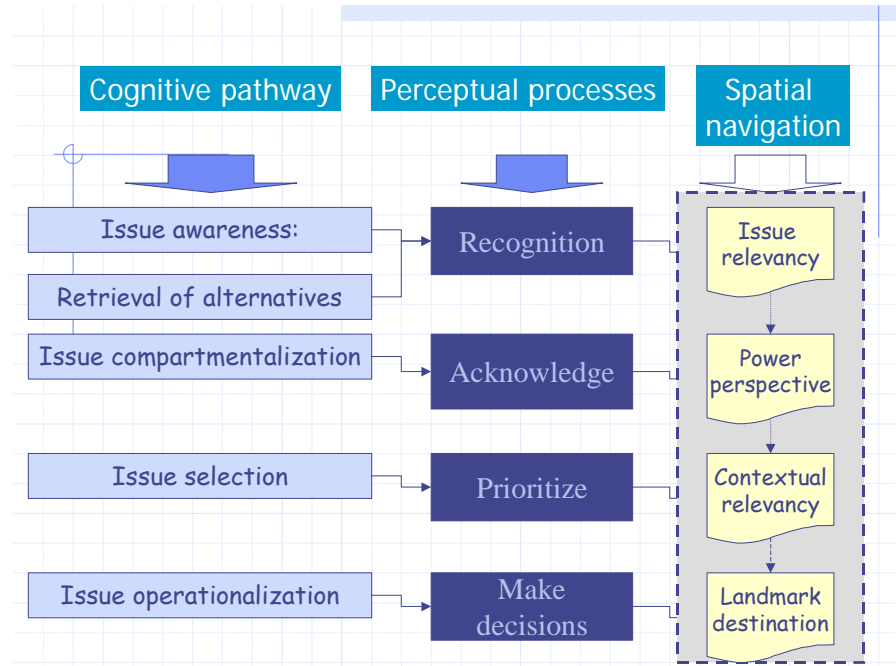 Cognitive pathway
Perceptual processes
Spatial
navigation
Issue awareness:
Retrieval of alternatives
Issue compartmentalization
Issue selection
Issue operationalization
Recognition
Acknowledge
Prioritize
Make
decisions
Issue
relevancy
Power
perspective
Contextual
relevancy
Landmark
destination